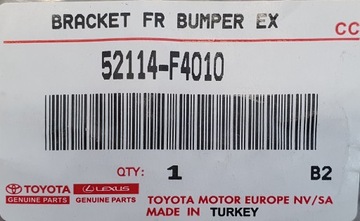 BRACKET FR BUMPER EX
CC
52114-F4010
QTY: 1 B2
TOYOTA LEXUS
GENUINE PARTS GENUINE PARTS
TOYOTA MOTOR EUROPE NV/SA
MADE IN TURKEY